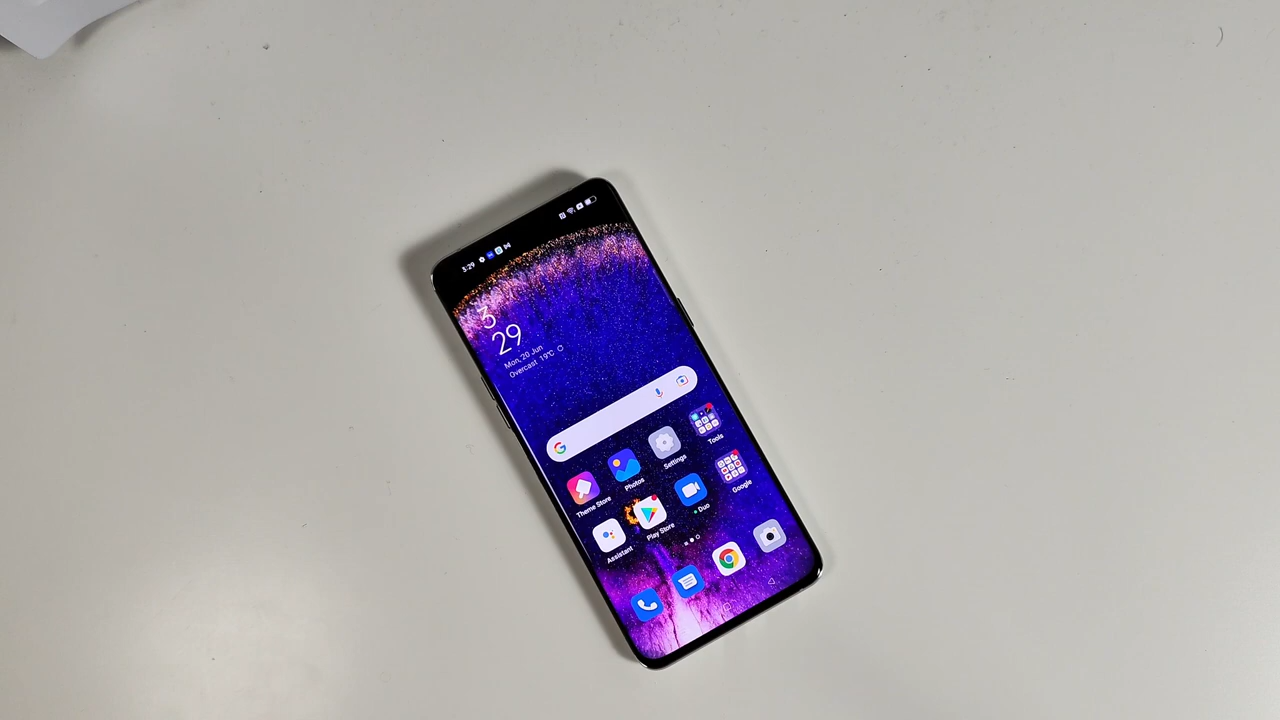 3:29
3
29
Mon, 20 Jun
Overcast 19°C
Theme Store
Photos
Settings
Tools
Assistant
Play Store
Duo
Google